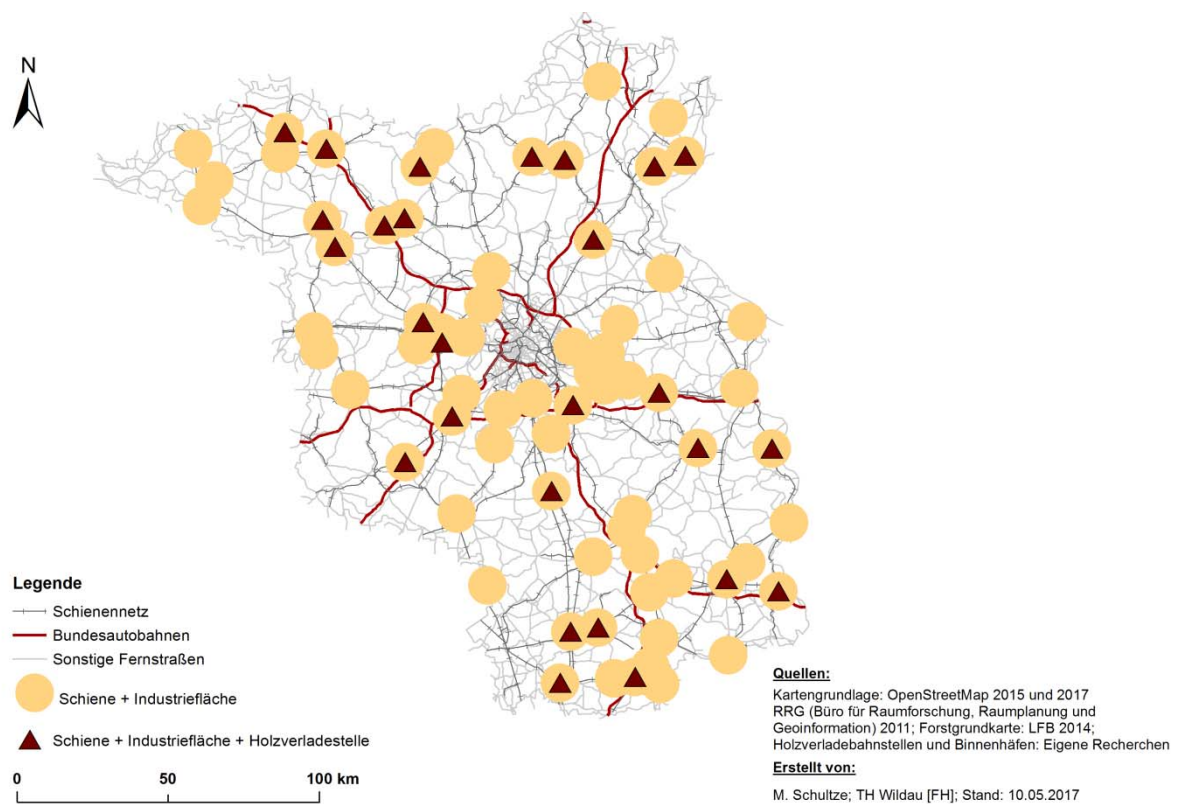 N
Legende
Schienennetz
Bundesautobahnen
Sonstige Fernstraßen
Schiene + Industriefläche
Schiene + Industriefläche + Holzverladestelle
0 50 100 km
Quellen:
Kartengrundlage: OpenStreetMap 2015 und 2017
RRG (Büro für Raumforschung, Raumplanung und
Geoinformation) 2011; Forstgrundkarte: LFB 2014;
Holzverladebahnstellen und Binnenhäfen: Eigene Recherchen
Erstellt von:
M. Schultze; TH Wildau [FH]; Stand: 10.05.2017